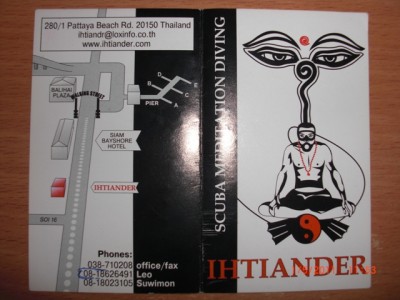 280/1 Pattaya Beach Rd. 20150 Thailand
ihtiandr@loxinfo.co.th
www.ihtiander.com
BALIHAI
PLAZA
WALKING STREET
D
E
C
B
A
PIER
SIAM
BAYSHORE
HOTEL
IHTIANDER
SOI 16
Phones:
038-710208 office/fax
08-18626491 Leo
08-18023105 Suwimon
SCUBA MEDITATION DIVING
IHTIANDER